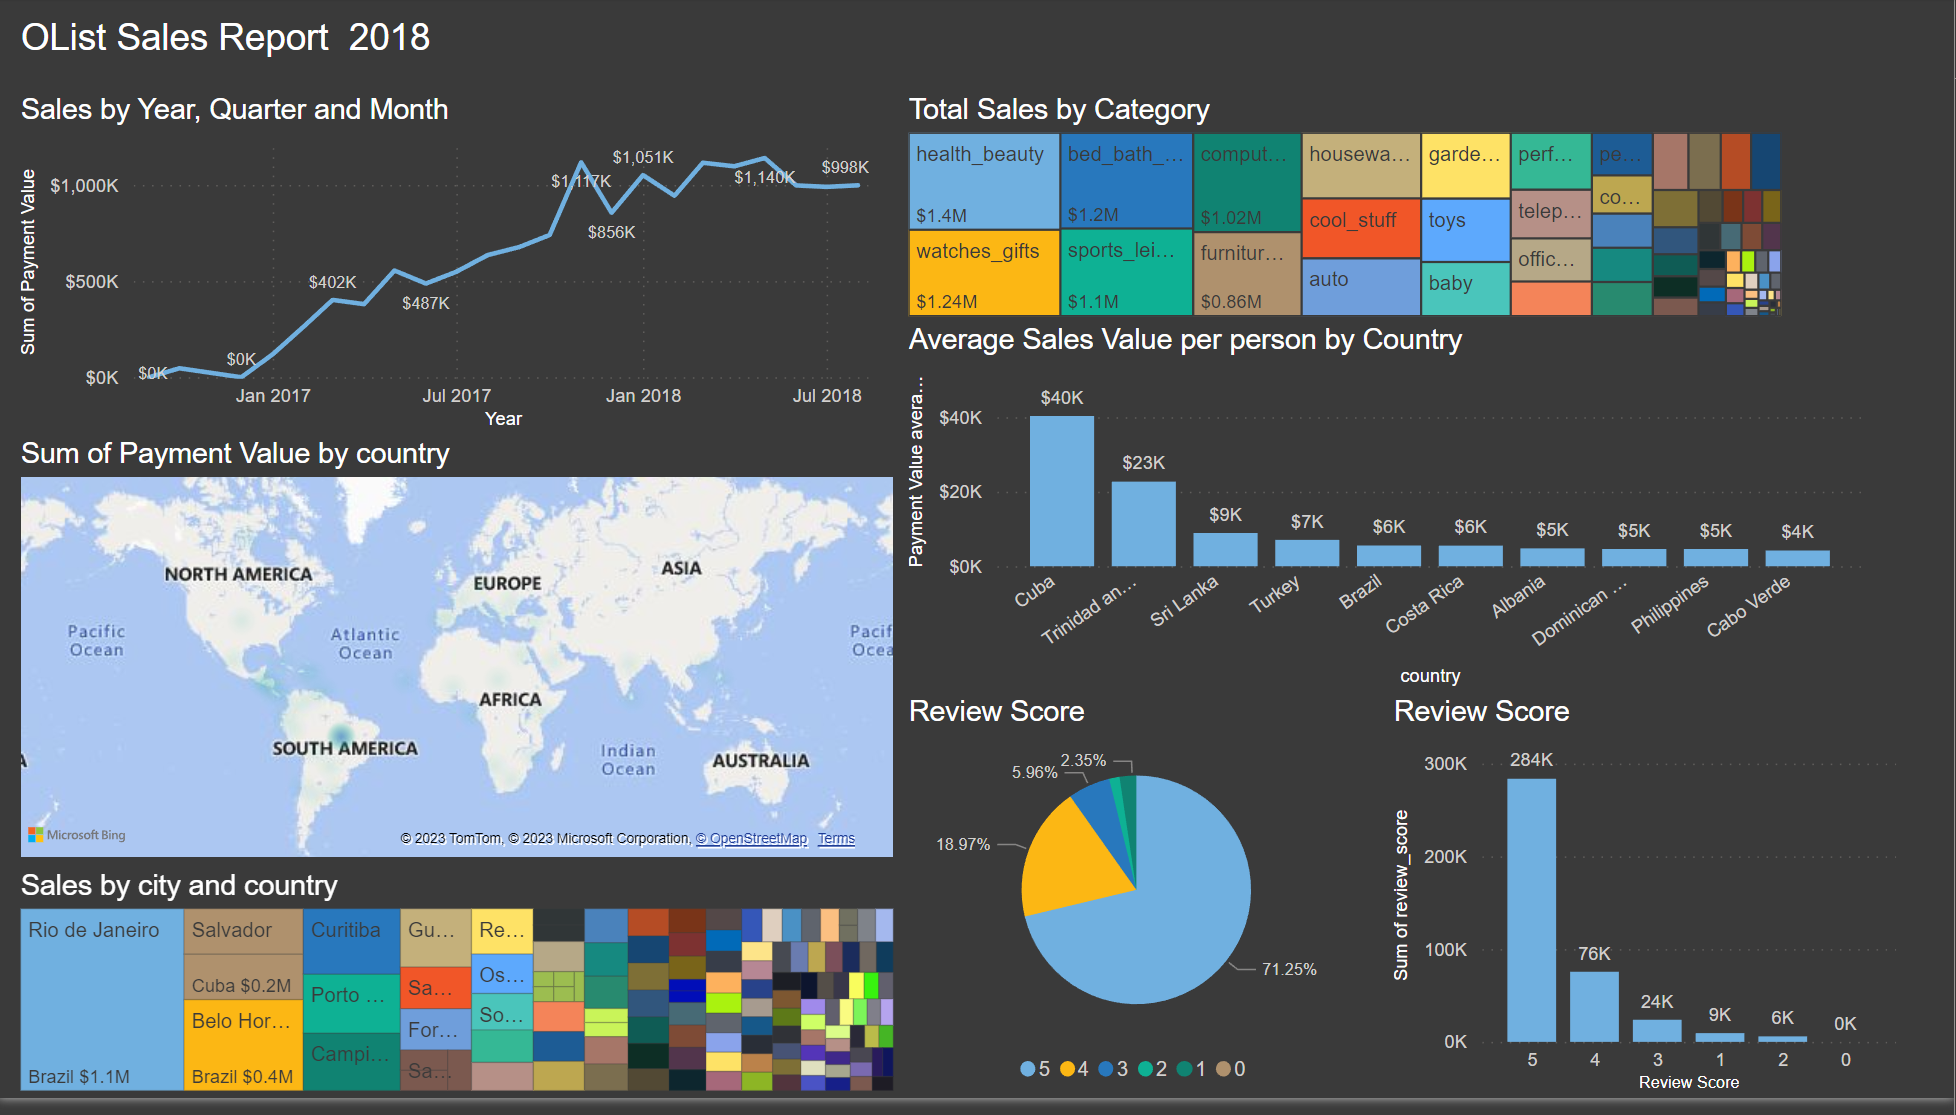 OList Sales Report 2018
Sales by Year, Quarter and Month
Sum of Payment Value
$1,000K
$500K
$0K
$0K
$0K
$402K
$487K
$1,117K
$856K
$1,051K
$1,140K
$998K
Jan 2017
Jul 2017
Jan 2018
Jul 2018
Year
Sum of Payment Value by country
NORTH AMERICA
EUROPE
ASIA
Pacific
Ocean
Atlantic
Ocean
Pacif
Ocea
AFRICA
SOUTH AMERICA
Indian
Ocean
AUSTRALIA
A
Microsoft Bing
© 2023 TomTom, © 2023 Microsoft Corporation, © OpenStreetMap Terms
Sales by city and country
Rio de Janeiro
Brazil $1.1M
Salvador
Cuba $0.2M
Belo Hor...
Brazil $0.4M
Curitiba
Porto ...
Campi...
Gu...
Sa...
For...
Sa...
Re...
Os...
So...
Total Sales by Category
health_beauty
$1.4M
watches_gifts
$1.24M
bed_bath_...
$1.2M
sports_lei...
$1.1M
comput...
$1.02M
furnitur...
$0.86M
housewa...
cool_stuff
auto
garde...
toys
baby
perf...
telep...
offic...
pe...
co...
Average Sales Value per person by Country
Payment Value avera...
$40K
$20K
$0K
$40K
$23K
$9K
$7K
$6K
$6K
$5K
$5K
$5K
$4K
Cuba
Trinidad an...
Sri Lanka
Turkey
Brazil
Costa Rica
Albania
Dominican ...
Philippines
Cabo Verde
country
Review Score
2.35%
5.96%
18.97%
71.25%
5 4 3 2 1 0
Review Score
Sum of review_score
300K
200K
100K
0K
284K
76K
24K
9K
6K
0K
5 4 3 1 2 0
Review Score